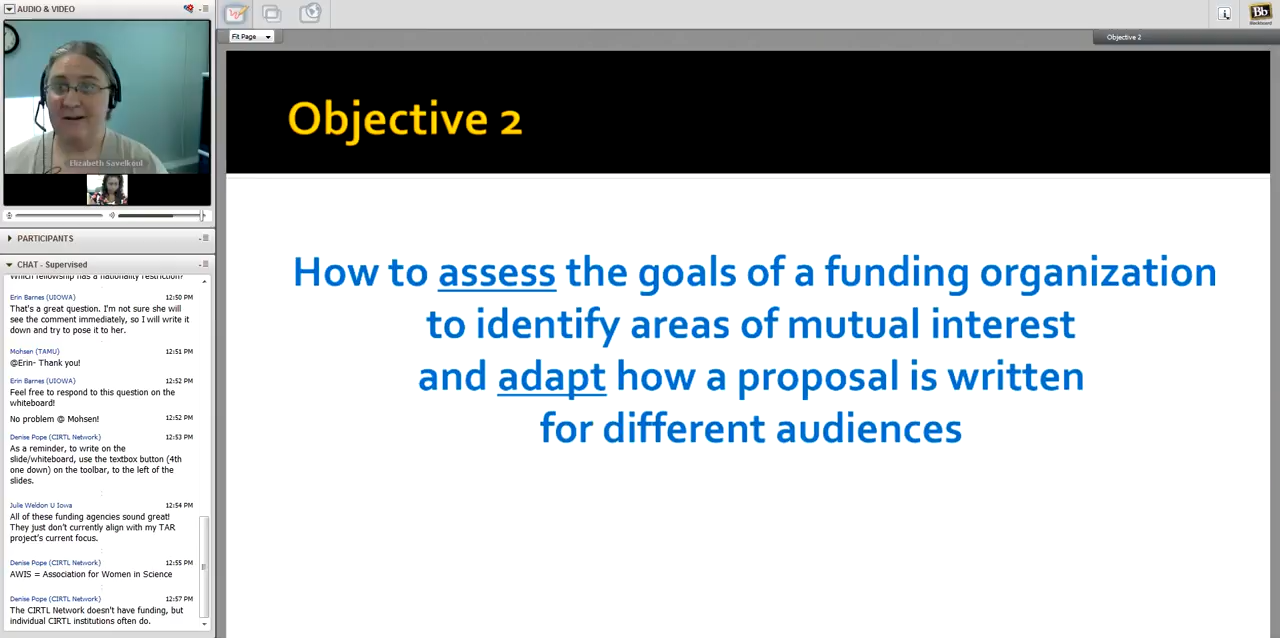 AUDIO & VIDEO
Elizabeth Savelkoul
PARTICIPANTS
CHAT - Supervised
Which fellowship has a nationality restriction?
Erin Barnes (UIOWA) 12:50 PM
That's a great question. I'm not sure she will
see the comment immediately, so I will write it
down and try to pose it to her.
Mohsen (TAMU) 12:51 PM
@Erin- Thank you!
Erin Barnes (UIOWA) 12:52 PM
Feel free to respond to this question on the
whiteboard!
No problem @ Mohsen! 12:52 PM
Denise Pope (CIRTL Network) 12:53 PM
As a reminder, to write on the
slide/whiteboard, use the textbox button (4th
one down) on the toolbar, to the left of the
slides.
Julie Weldon U Iowa 12:54 PM
All of these funding agencies sound great!
They just don't currently align with my TAR
project's current focus.
Denise Pope (CIRTL Network) 12:55 PM
AWIS = Association for Women in Science
Denise Pope (CIRTL Network) 12:57 PM
The CIRTL Network doesn't have funding, but
individual CIRTL institutions often do.
Bb
Blackboard
Fit Page
Objective 2
Objective 2
How to assess the goals of a funding organization
to identify areas of mutual interest
and adapt how a proposal is written
for different audiences